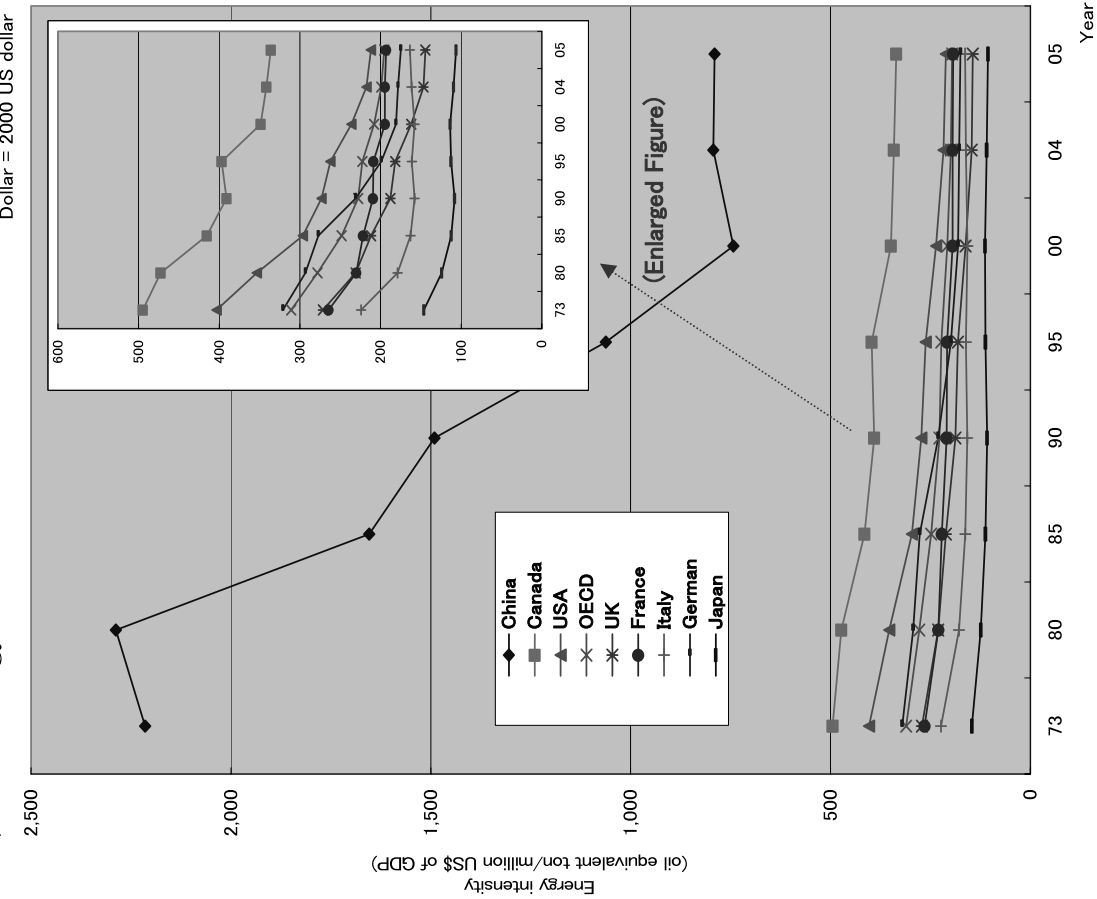 Dollar = 2000 US dollar
Energy intensity
(oil equivalent ton/million US$ of GDP)
2,500
2,000
1,500
1,000
500
0
600
500
400
300
200
100
0
73
80
85
90
95
00
04
05
(Enlarged Figure)
China
Canada
USA
OECD
UK
France
Italy
German
Japan
73
80
85
90
95
00
04
05
Year